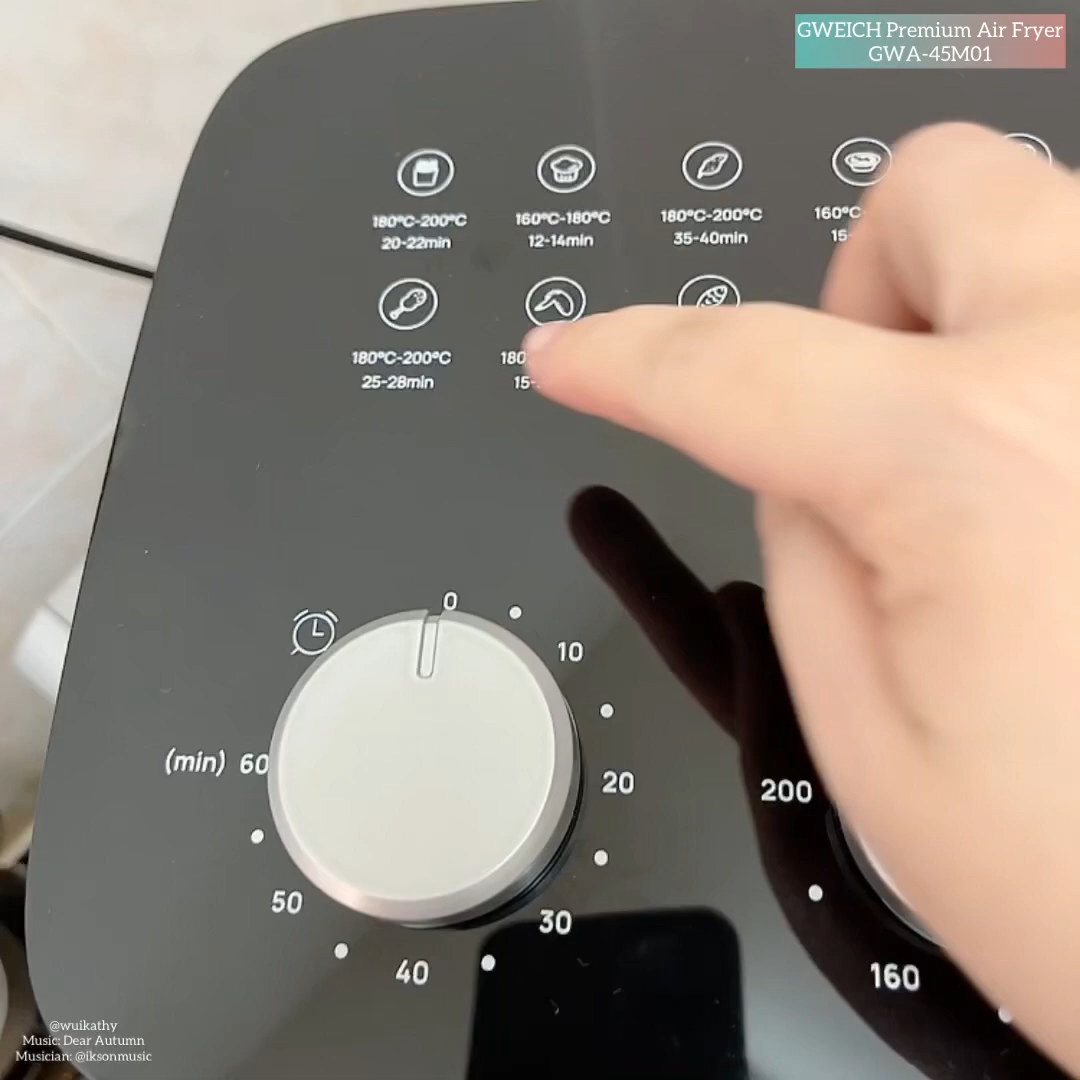 GWEICH Premium Air Fryer
GWA-45M01
180°C-200°C 160°C-180°C 180°C-200°C 160°C
20-22min 12-14min 35-40min 15-
180°C-200°C 180
25-28min 15-
0
10
20
30
40
50
(min) 60
200
160
@wuikathy
Music: Dear Autumn
Musician: @iksonmusic